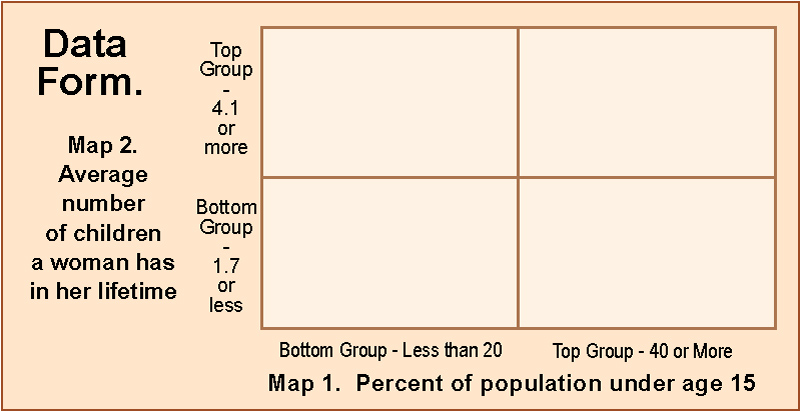 Data
Form.
Map 2.
Average
number
of children
a woman has
in her lifetime
Top
Group
-
4.1
or
more
Bottom
Group
-
1.7
or
less
Bottom Group - Less than 20
Top Group - 40 or More
Map 1.  Percent of population under age 15